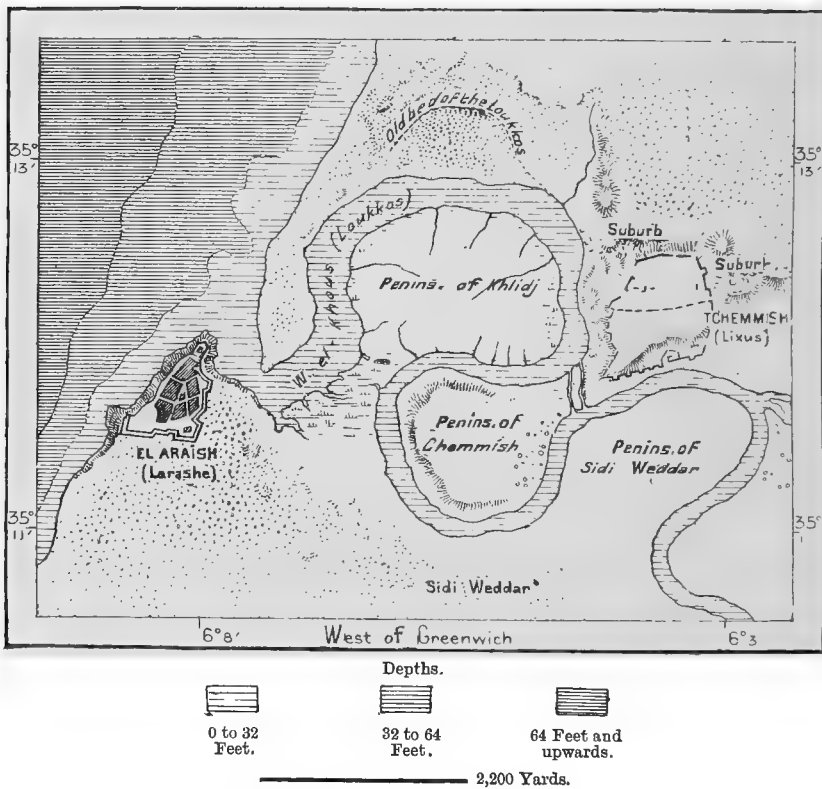 Old bed of the Loukkos
35°
13'
35°
13'
W. el-Khous (Loukkos)
Suburb
Penins. of Khlidj
Suburb
TCHEMMISH
(Lixus)
Penins. of
Chemmish
Penins. of
Sidi Weddar
EL ARAISH
(Larashe)
35°
11'
35°
11'
Sidi Weddar
6°8'
West of Greenwich
6°3
Depths.
0 to 32
Feet.
32 to 64
Feet.
64 Feet and
upwards.
2,200 Yards.